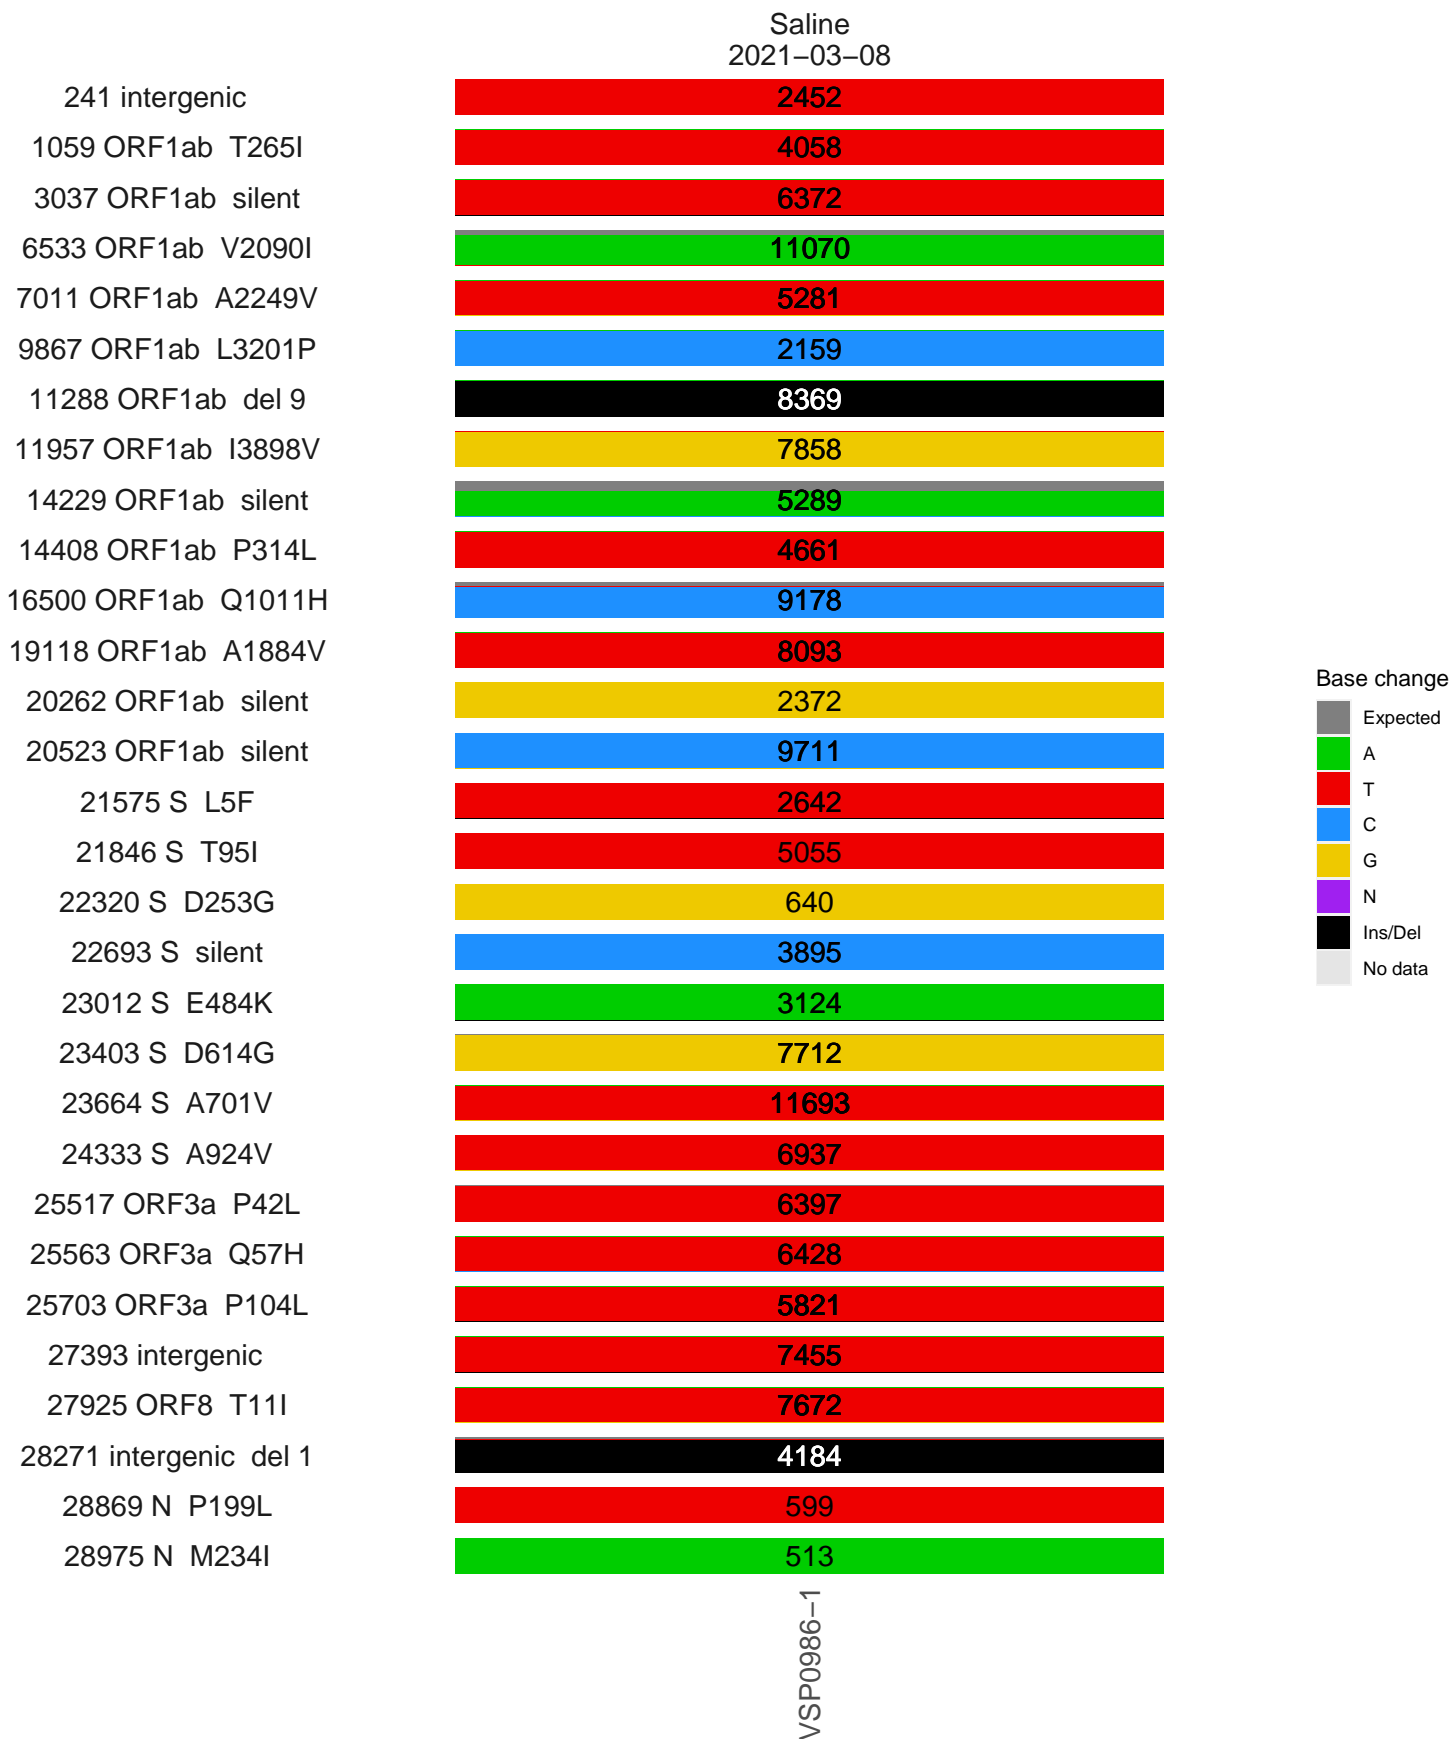 Saline
2021−03−08
241 intergenic 2452
1059 ORF1ab T265I 4058
3037 ORF1ab silent 6372
6533 ORF1ab V2090I 11070
7011 ORF1ab A2249V 5281
9867 ORF1ab L3201P 2159
11288 ORF1ab del 9 8369
11957 ORF1ab I3898V 7858
14229 ORF1ab silent 5289
14408 ORF1ab P314L 4661
16500 ORF1ab Q1011H 9178
19118 ORF1ab A1884V 8093
20262 ORF1ab silent 2372
20523 ORF1ab silent 9711
21575 S L5F 2642
21846 S T95I 5055
22320 S D253G 640
22693 S silent 3895
23012 S E484K 3124
23403 S D614G 7712
23664 S A701V 11693
24333 S A924V 6937
25517 ORF3a P42L 6397
25563 ORF3a Q57H 6428
25703 ORF3a P104L 5821
27393 intergenic 7455
27925 ORF8 T11I 7672
28271 intergenic del 1 4184
28869 N P199L 599
28975 N M234I 513
VSP0986−1
Base change
Expected
A
T
C
G
N
Ins/Del
No data